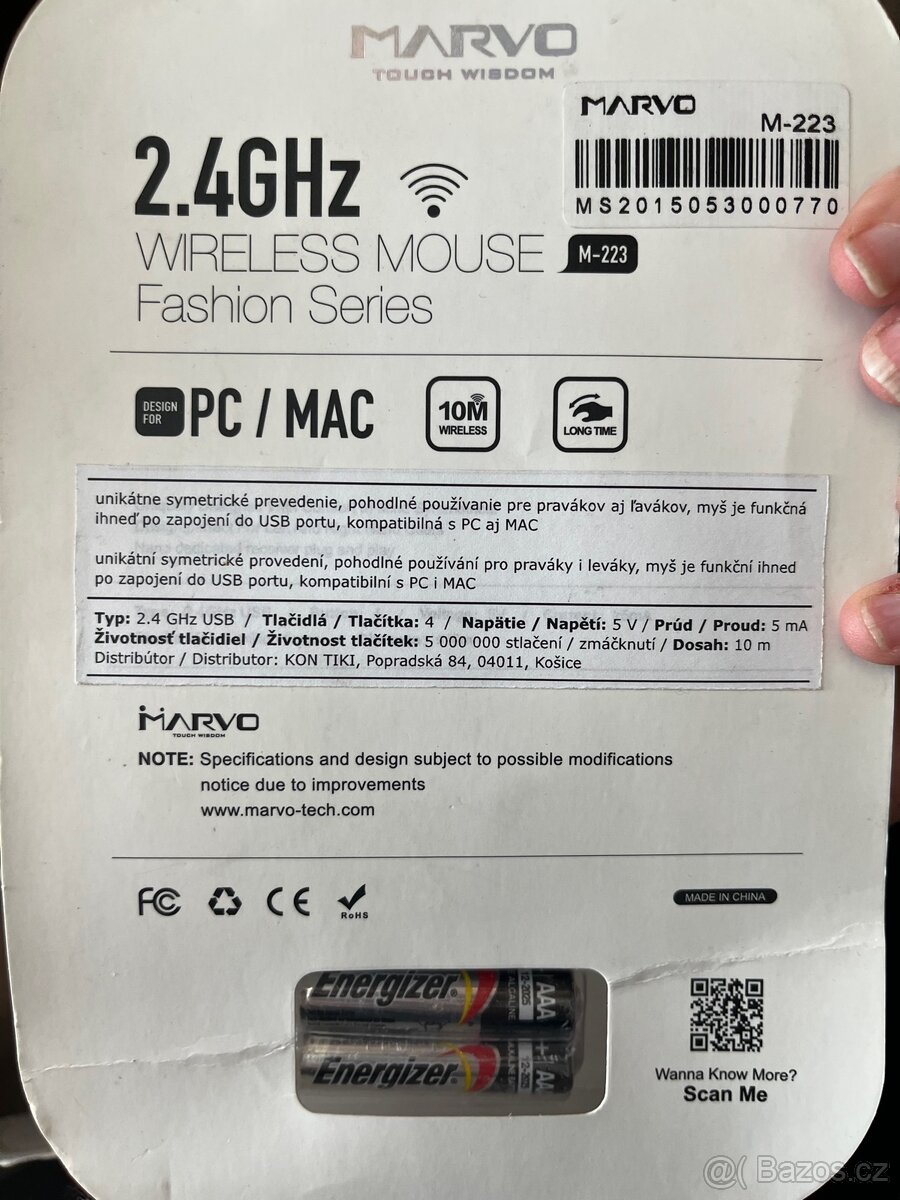 MARVO
TOUCH WISDOM
MARVO
M-223
MS2015053000770
2.4GHz
WIRELESS MOUSE M-223
Fashion Series
DESIGN FOR PC / MAC
10M WIRELESS
LONG TIME
unikátne symetrické prevedenie, pohodlné používanie pre pravákov aj ľavákov, myš je funkčná
ihneď po zapojení do USB portu, kompatibilná s PC aj MAC
unikátní symetrické provedení, pohodlné používání pro praváky i leváky, myš je funkční ihned
po zapojení do USB portu, kompatibilní s PC i MAC
Typ: 2.4 GHz USB / Tlačidlá / Tlačítka: 4 / Napätie / Napětí: 5 V / Prúd / Proud: 5 mA
Životnosť tlačidiel / Životnost tlačítek: 5 000 000 stlačení / zmáčknutí / Dosah: 10 m
Distribútor / Distributor: KON TIKI, Popradská 84, 04011, Košice
MARVO
TOUCH WISDOM
NOTE: Specifications and design subject to possible modifications
notice due to improvements
www.marvo-tech.com
FC CE RoHS
MADE IN CHINA
Energizer AAA
12-2025
ALCALINE
Energizer
Wanna Know More?
Scan Me
@( Bazos.cz